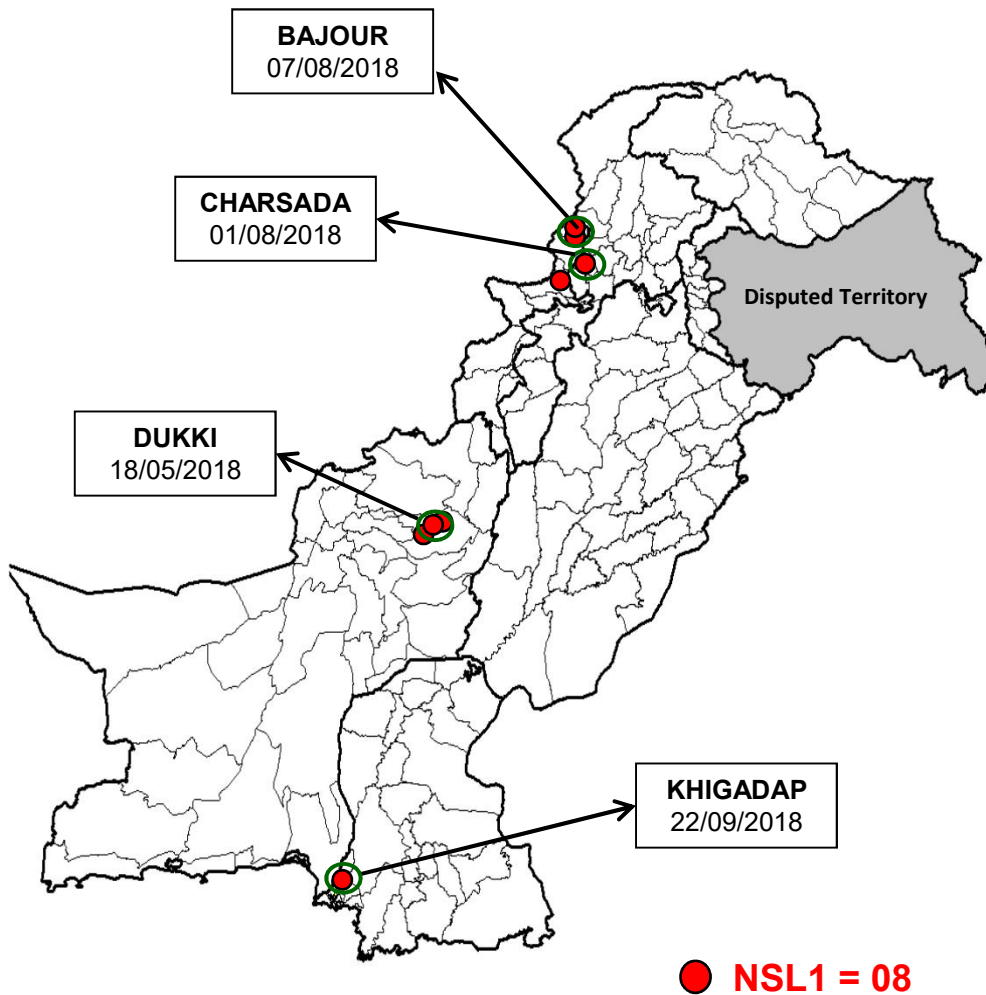 BAJOUR
07/08/2018
CHARSADA
01/08/2018
Disputed Territory
DUKKI
18/05/2018
KHIGADAP
22/09/2018
NSL1 = 08